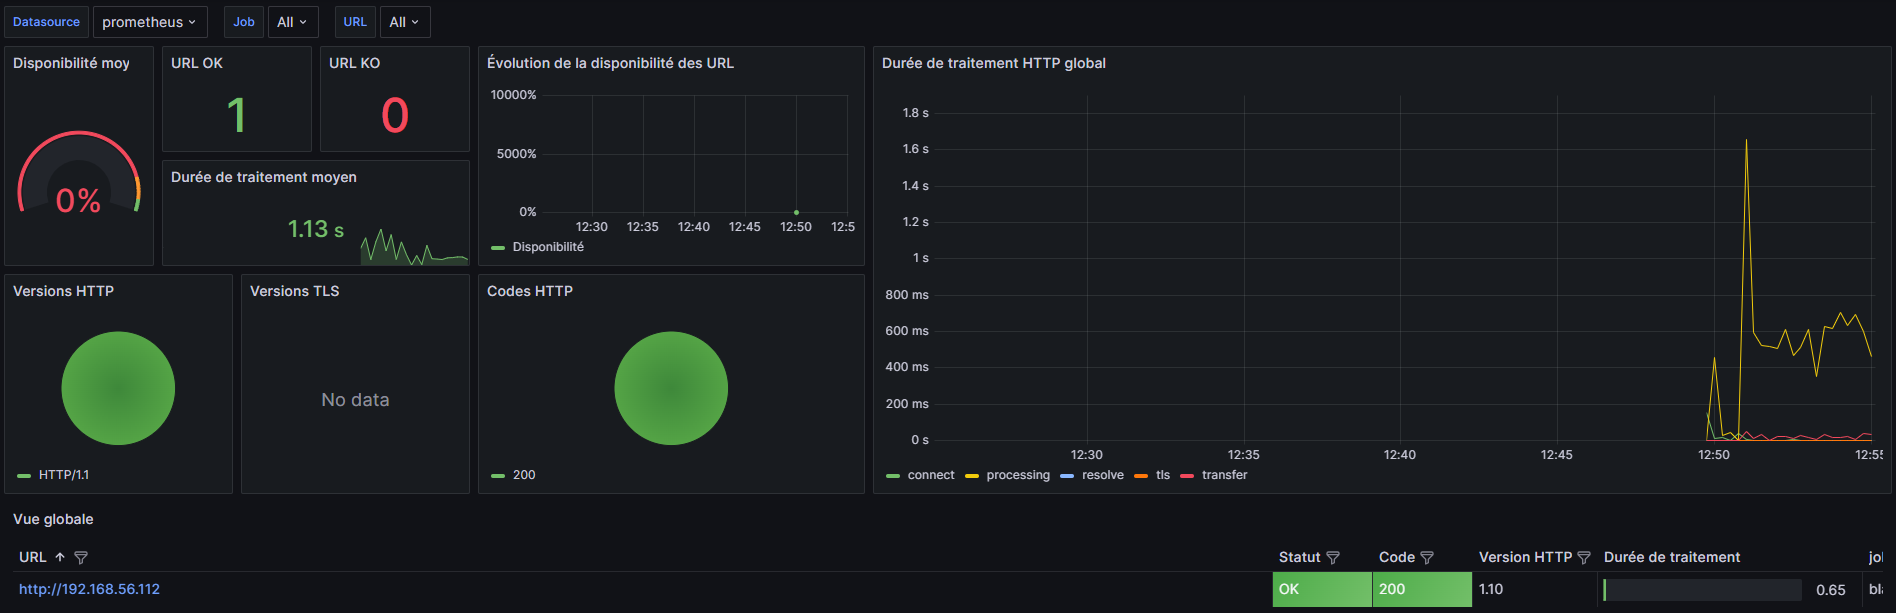 Datasource prometheus Job All URL All
Disponibilité moy
0%
URL OK
1
URL KO
0
Durée de traitement moyen
1.13 s
Évolution de la disponibilité des URL
10000%
5000%
0%
12:30 12:35 12:40 12:45 12:50 12:5
Disponibilité
Durée de traitement HTTP global
1.8 s
1.6 s
1.4 s
1.2 s
1 s
800 ms
600 ms
400 ms
200 ms
0 s
12:30 12:35 12:40 12:45 12:50 12:55
connect processing resolve tls transfer
Versions HTTP
HTTP/1.1
Versions TLS
No data
Codes HTTP
200
Vue globale
URL Statut Code Version HTTP Durée de traitement
http://192.168.56.112 OK 200 1.10 0.65